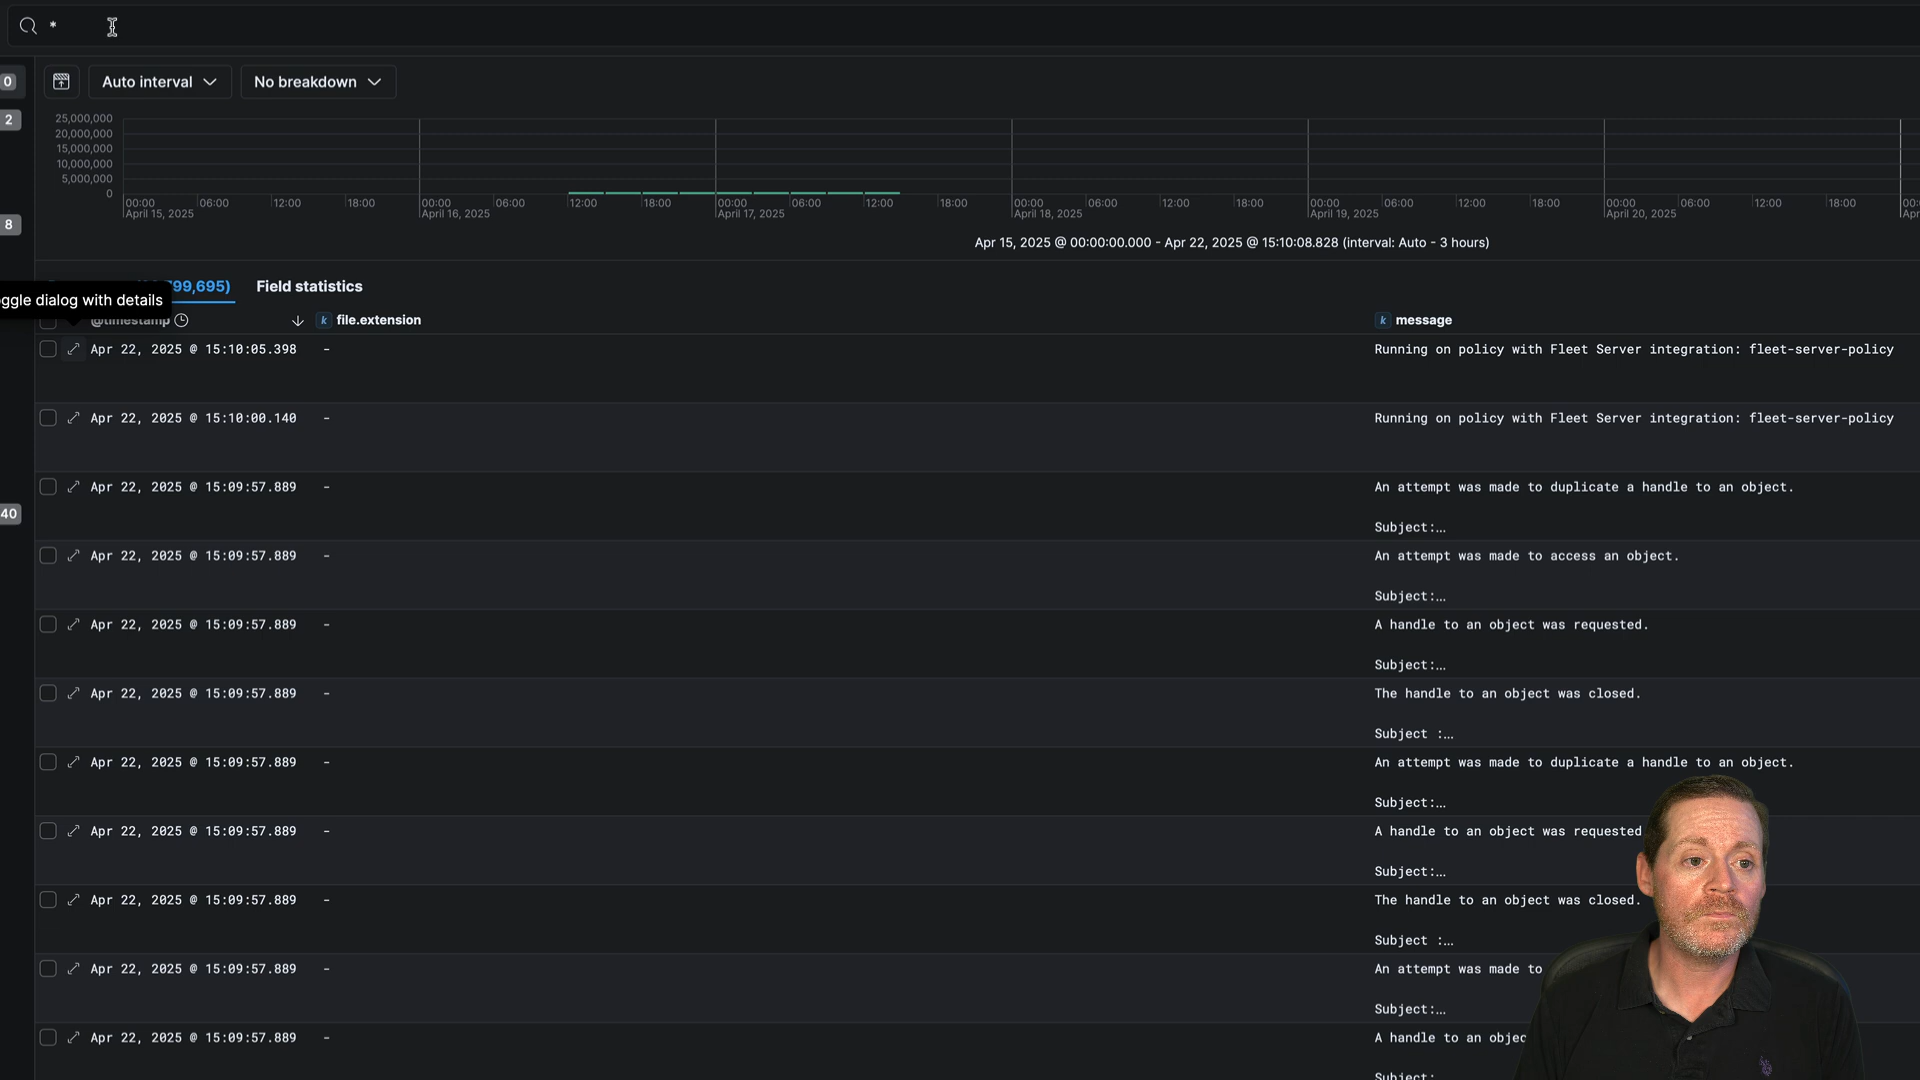 *
0
Auto interval
No breakdown
2
25,000,000
20,000,000
15,000,000
10,000,000
5,000,000
0
00:00 06:00 12:00 18:00 00:00 06:00 12:00 18:00 00:00 06:00 12:00 18:00 00:00 06:00 12:00 18:00 00:00 06:00 12:00 18:00 00:00 06:00 12:00 18:00 00:
April 15, 2025 April 16, 2025 April 17, 2025 April 18, 2025 April 19, 2025 April 20, 2025 Apr
8
Apr 15, 2025 @ 00:00:00.000 - Apr 22, 2025 @ 15:10:08.828 (interval: Auto - 3 hours)
99,695) Field statistics
oggle dialog with details
@timestamp k file.extension k message
Apr 22, 2025 @ 15:10:05.398 - Running on policy with Fleet Server integration: fleet-server-policy
Apr 22, 2025 @ 15:10:00.140 - Running on policy with Fleet Server integration: fleet-server-policy
Apr 22, 2025 @ 15:09:57.889 - An attempt was made to duplicate a handle to an object.
40
Subject:…
Apr 22, 2025 @ 15:09:57.889 - An attempt was made to access an object.
Subject:…
Apr 22, 2025 @ 15:09:57.889 - A handle to an object was requested.
Subject:…
Apr 22, 2025 @ 15:09:57.889 - The handle to an object was closed.
Subject :…
Apr 22, 2025 @ 15:09:57.889 - An attempt was made to duplicate a handle to an object.
Subject:…
Apr 22, 2025 @ 15:09:57.889 - A handle to an object was requested
Subject:…
Apr 22, 2025 @ 15:09:57.889 - The handle to an object was closed.
Subject :…
Apr 22, 2025 @ 15:09:57.889 - An attempt was made to
Subject:…
Apr 22, 2025 @ 15:09:57.889 - A handle to an objec
Subject: